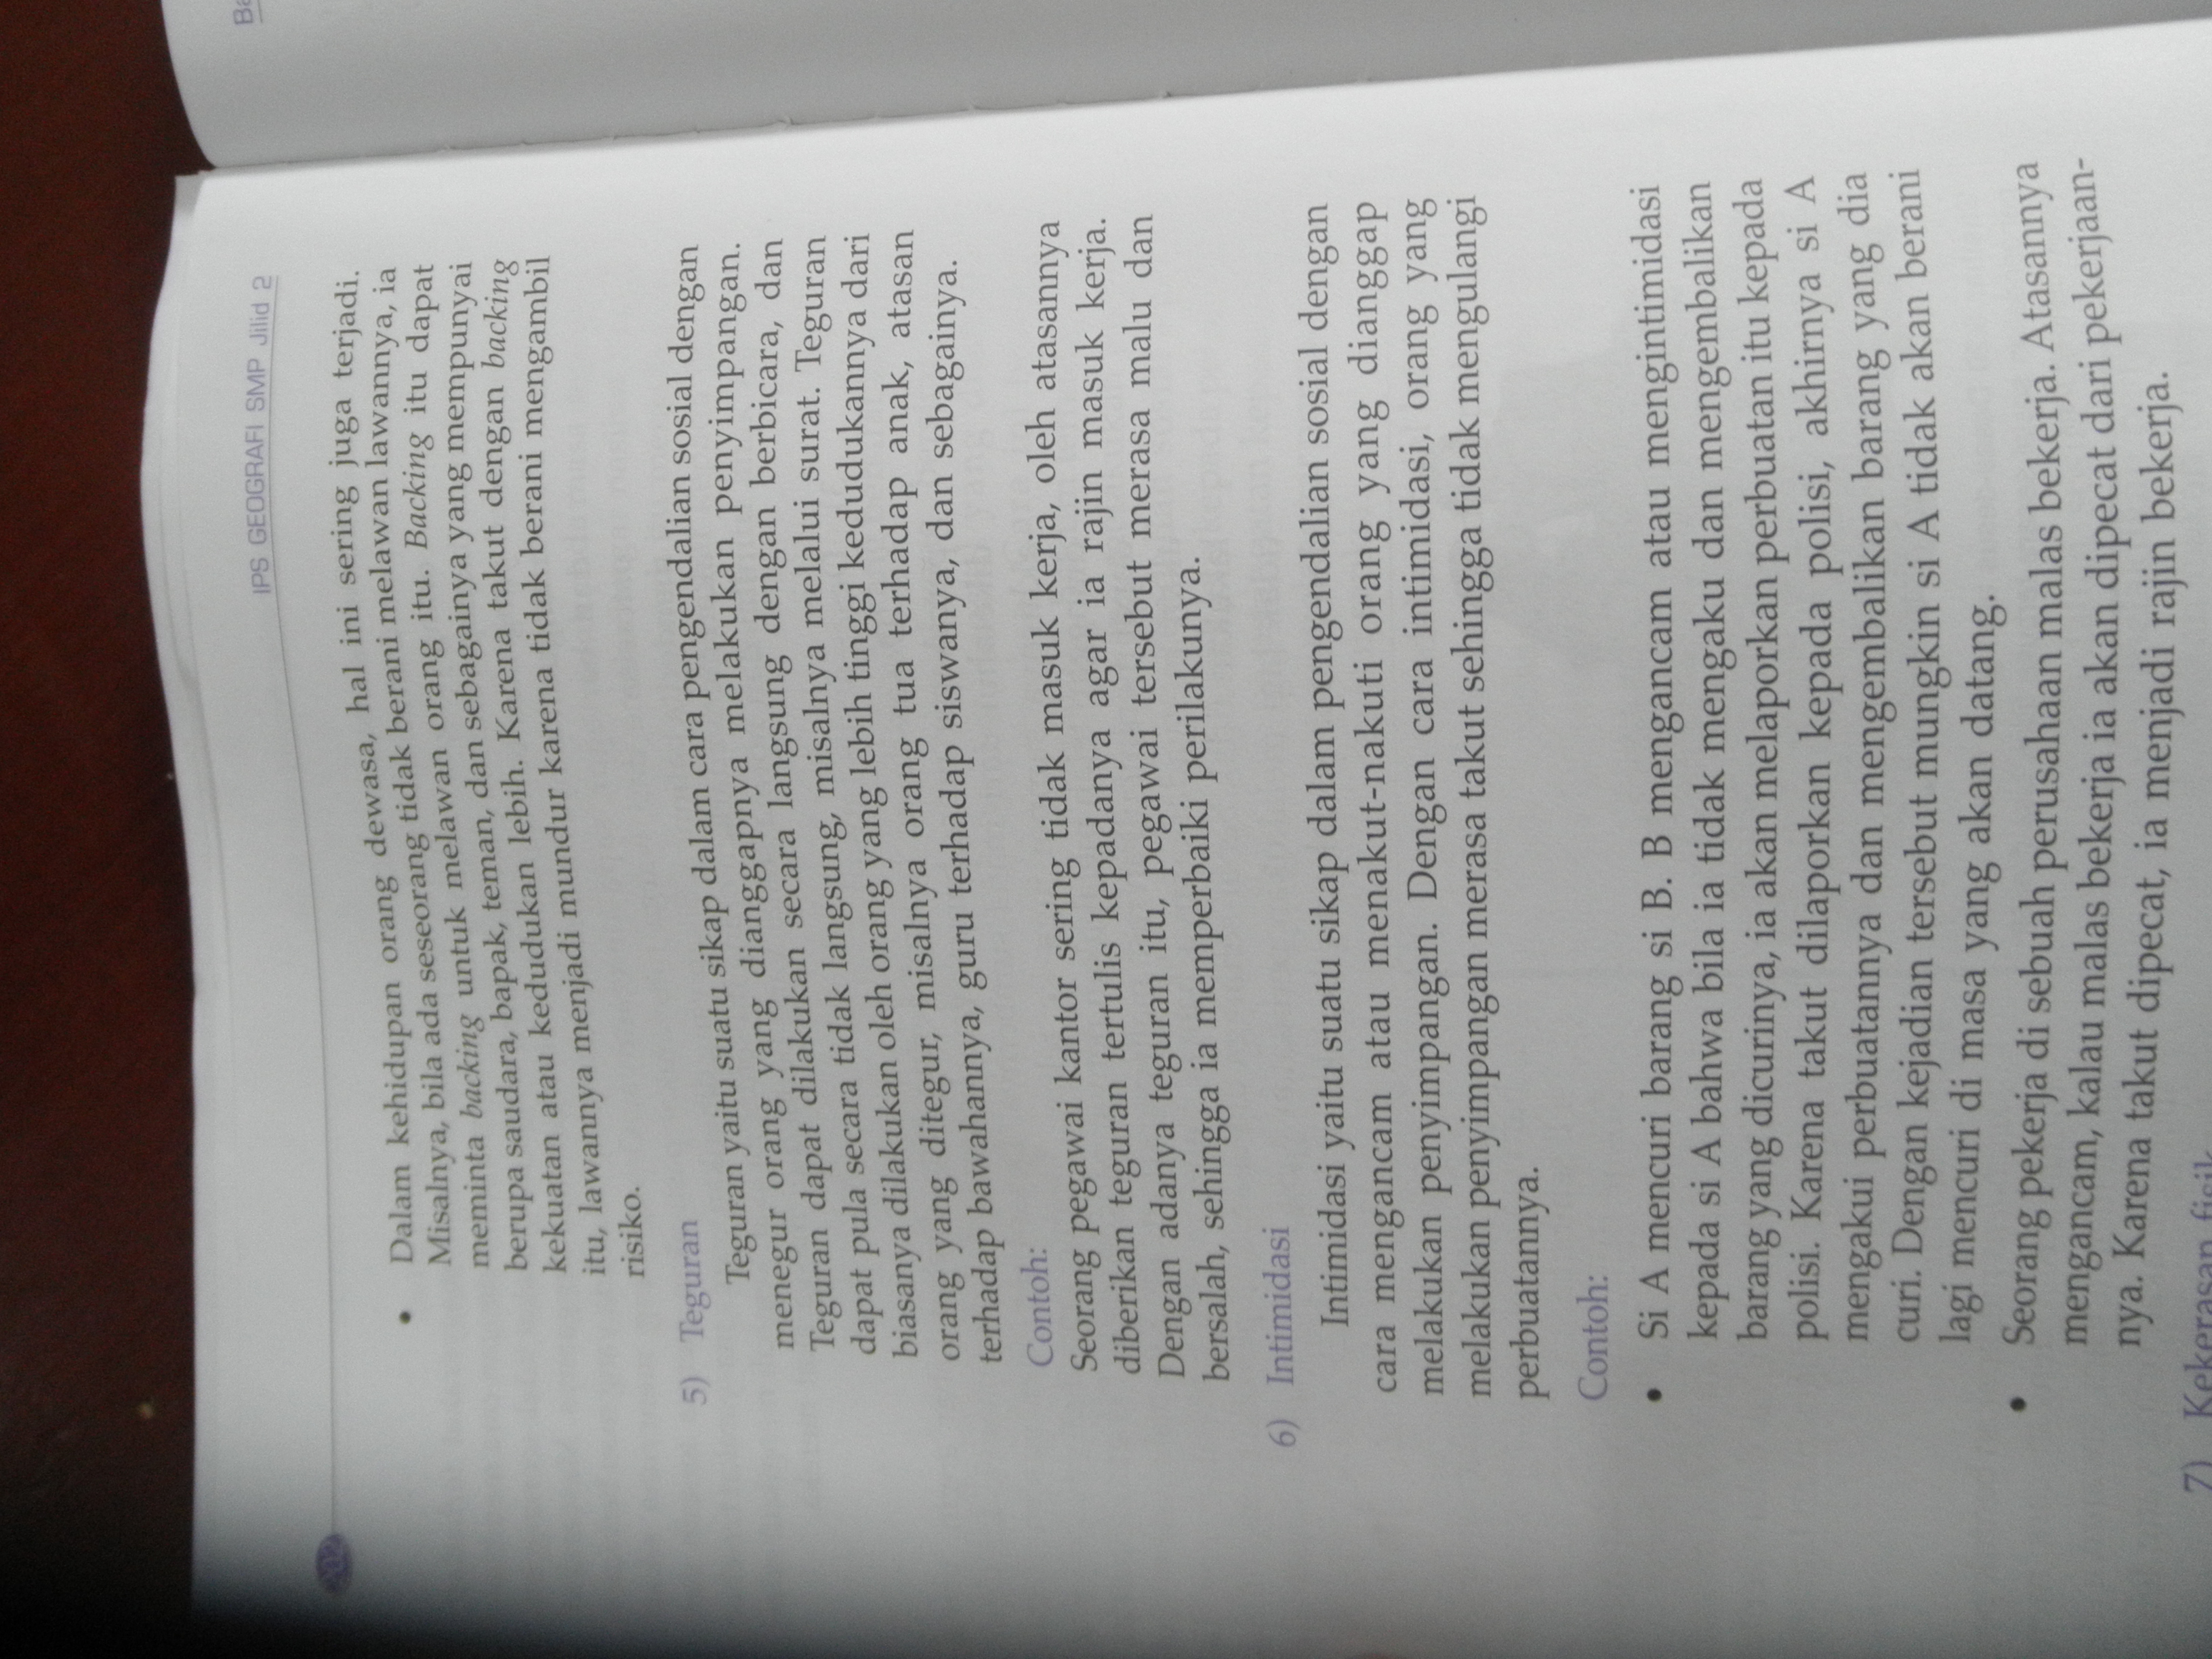 IPS GEOGRAFI SMP Jilid 2
• Dalam kehidupan orang dewasa, hal ini sering juga terjadi.
Misalnya, bila ada seseorang tidak berani melawan lawannya, ia
meminta backing untuk melawan orang itu. Backing itu dapat
berupa saudara, bapak, teman, dan sebagainya yang mempunyai
kekuatan atau kedudukan lebih. Karena takut dengan backing
itu, lawannya menjadi mundur karena tidak berani mengambil
risiko.
5) Teguran
Teguran yaitu suatu sikap dalam cara pengendalian sosial dengan
menegur orang yang dianggapnya melakukan penyimpangan.
Teguran dapat dilakukan secara langsung dengan berbicara, dan
dapat pula secara tidak langsung, misalnya melalui surat. Teguran
biasanya dilakukan oleh orang yang lebih tinggi kedudukannya dari
orang yang ditegur, misalnya orang tua terhadap anak, atasan
terhadap bawahannya, guru terhadap siswanya, dan sebagainya.
Contoh:
Seorang pegawai kantor sering tidak masuk kerja, oleh atasannya
diberikan teguran tertulis kepadanya agar ia rajin masuk kerja.
Dengan adanya teguran itu, pegawai tersebut merasa malu dan
bersalah, sehingga ia memperbaiki perilakunya.
6) Intimidasi
Intimidasi yaitu suatu sikap dalam pengendalian sosial dengan
cara mengancam atau menakut-nakuti orang yang dianggap
melakukan penyimpangan. Dengan cara intimidasi, orang yang
melakukan penyimpangan merasa takut sehingga tidak mengulangi
perbuatannya.
Contoh:
• Si A mencuri barang si B. B mengancam atau mengintimidasi
kepada si A bahwa bila ia tidak mengaku dan mengembalikan
barang yang dicurinya, ia akan melaporkan perbuatan itu kepada
polisi. Karena takut dilaporkan kepada polisi, akhirnya si A
mengakui perbuatannya dan mengembalikan barang yang dia
curi. Dengan kejadian tersebut mungkin si A tidak akan berani
lagi mencuri di masa yang akan datang.
• Seorang pekerja di sebuah perusahaan malas bekerja. Atasannya
mengancam, kalau malas bekerja ia akan dipecat dari pekerjaan-
nya. Karena takut dipecat, ia menjadi rajin bekerja.
7) Kekerasan fisik